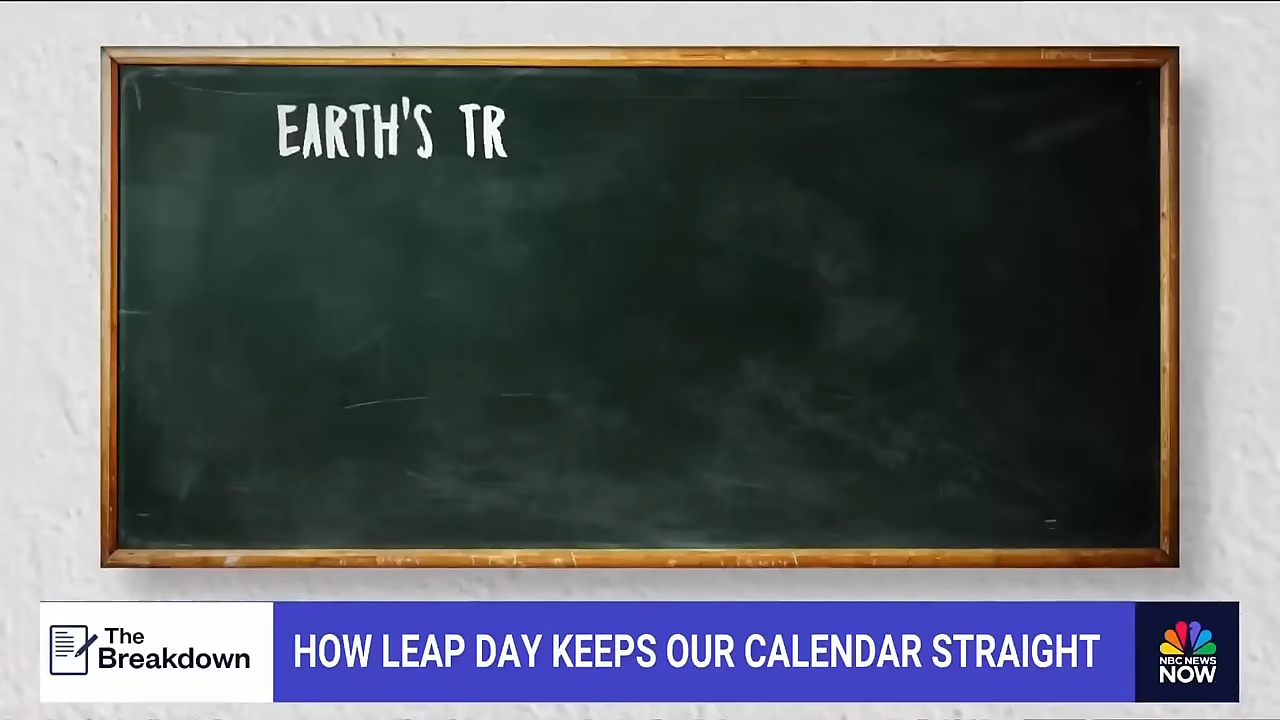 EARTH'S TR
The
Breakdown
HOW LEAP DAY KEEPS OUR CALENDAR STRAIGHT
NBC NEWS
NOW